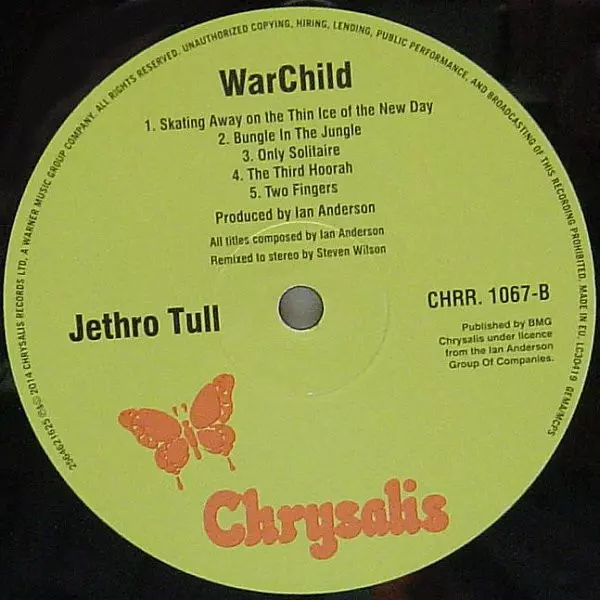 WarChild
1. Skating Away on the Thin Ice of the New Day
2. Bungle In The Jungle
3. Only Solitaire
4. The Third Hoorah
5. Two Fingers
Produced by Ian Anderson
All titles composed by Ian Anderson
Remixed to stereo by Steven Wilson
Jethro Tull
CHRR. 1067-B
Published by BMG
Chrysalis under licence
from the Ian Anderson
Group Of Companies.
Chrysalis
2564621625 ℗&© 2014 CHRYSALIS RECORDS LTD, A WARNER MUSIC GROUP COMPANY. ALL RIGHTS RESERVED. UNAUTHORIZED COPYING, HIRING, LENDING, PUBLIC PERFORMANCE, AND BROADCASTING OF THIS RECORDING PROHIBITED. MADE IN EU. LC30419 GEMA/MCPS